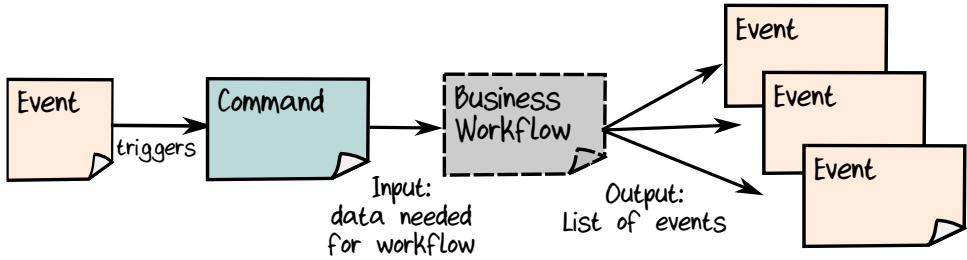 Event
triggers
Command
Input:
data needed
for workflow
Business
Workflow
Output:
List of events
Event
Event
Event